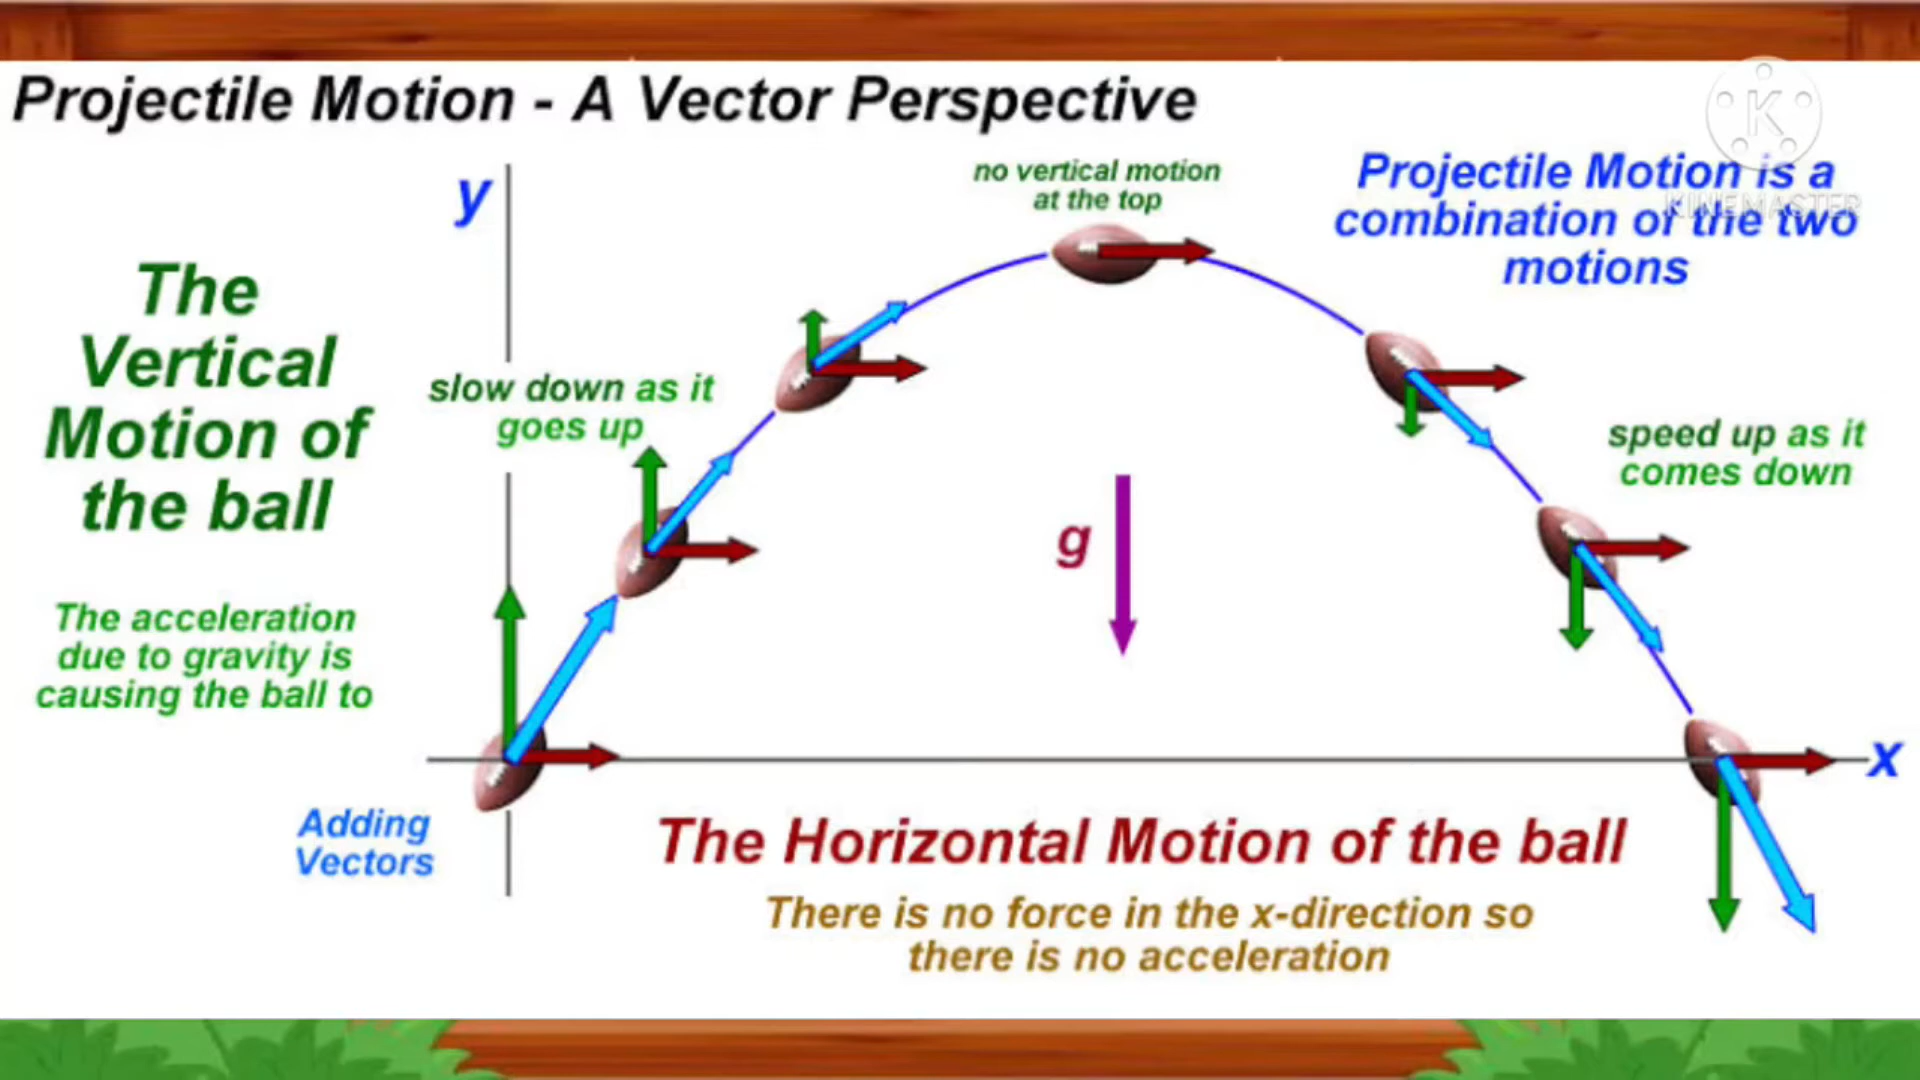 Projectile Motion - A Vector Perspective
K
KINEMASTER
y
no vertical motion
at the top
Projectile Motion is a
combination of the two
motions
The
Vertical
Motion of
the ball
slow down as it
goes up
speed up as it
comes down
g
The acceleration
due to gravity is
causing the ball to
x
Adding
Vectors
The Horizontal Motion of the ball
There is no force in the x-direction so
there is no acceleration